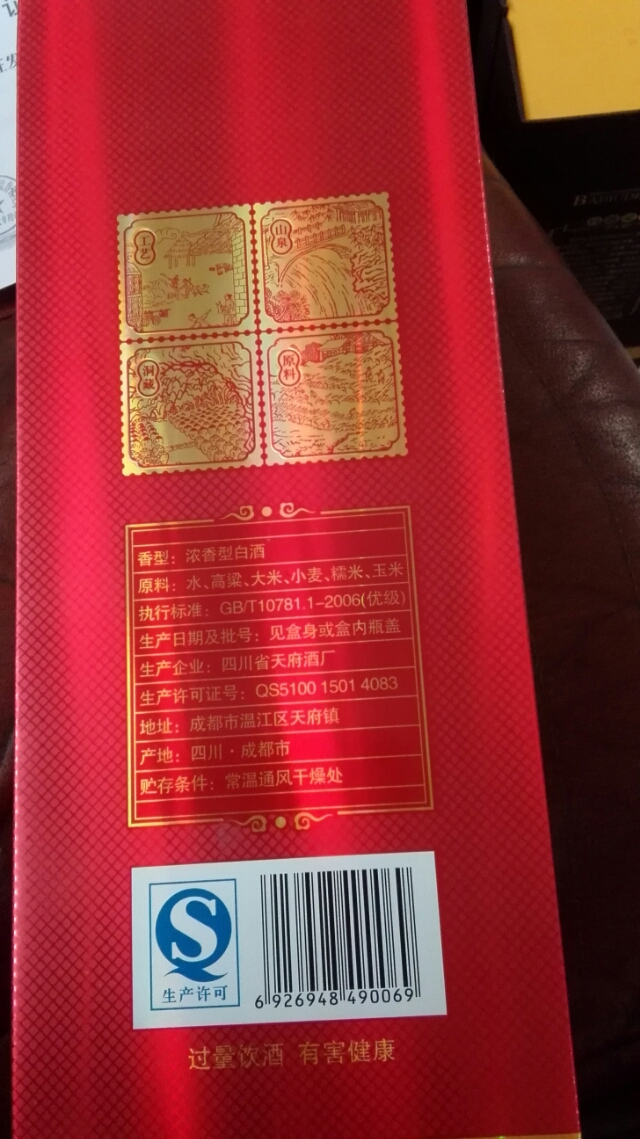 工艺
山泉
洞藏
原料
香型：浓香型白酒
原料：水、高粱、大米、小麦、糯米、玉米
执行标准：GB/T10781.1-2006(优级)
生产日期及批号：见盒身或盒内瓶盖
生产企业：四川省天府酒厂
生产许可证号：QS5100 1501 4083
地址：成都市温江区天府镇
产地：四川·成都市
贮存条件：常温通风干燥处
生产许可
6 926948 490069
过量饮酒 有害健康